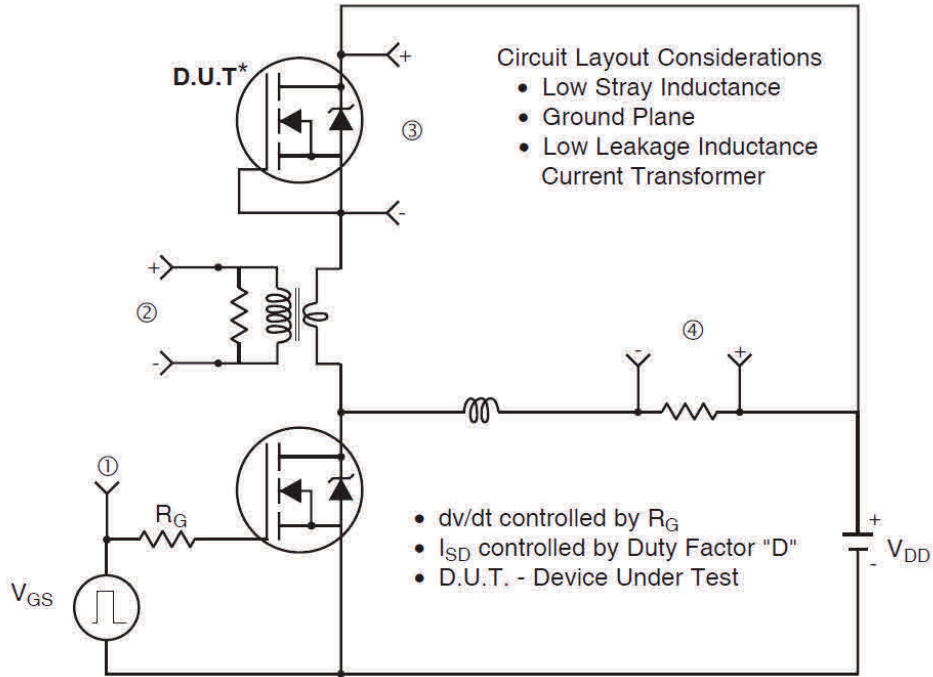 D.U.T*
+
Circuit Layout Considerations
• Low Stray Inductance
• Ground Plane
• Low Leakage Inductance
Current Transformer
③
-
+
②
-
④
-
+
①
RG
VGS
• dv/dt controlled by RG
• ISD controlled by Duty Factor "D"
• D.U.T. - Device Under Test
+
VDD
-